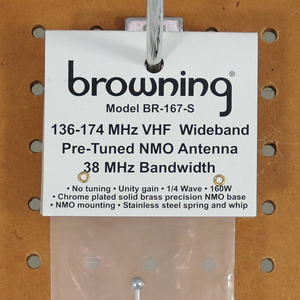 browning®
Model BR-167-S
136-174 MHz VHF Wideband
Pre-Tuned NMO Antenna
38 MHz Bandwidth
• No tuning • Unity gain • 1/4 Wave • 160W
• Chrome plated solid brass precision NMO base
• NMO mounting • Stainless steel spring and whip